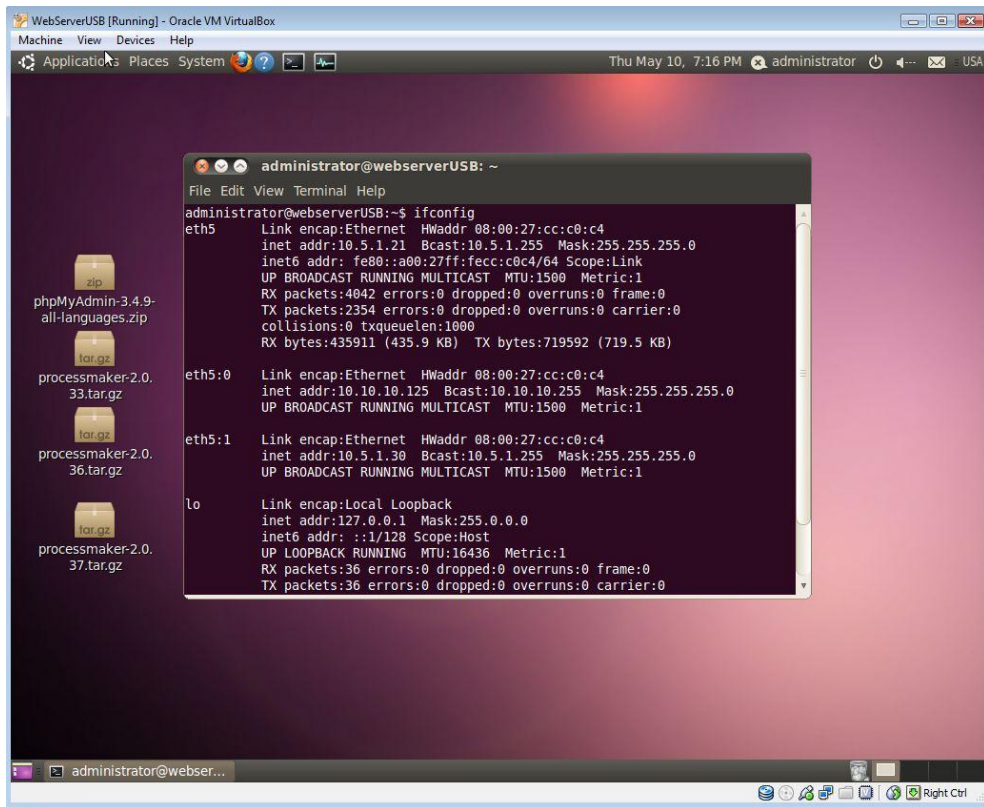 WebServerUSB [Running] - Oracle VM VirtualBox
Machine View Devices Help
Applications Places System Thu May 10, 7:16 PM administrator USA
administrator@webserverUSB: ~
File Edit View Terminal Help
administrator@webserverUSB:~$ ifconfig
eth5 Link encap:Ethernet HWaddr 08:00:27:cc:c0:c4
inet addr:10.5.1.21 Bcast:10.5.1.255 Mask:255.255.255.0
inet6 addr: fe80::a00:27ff:fecc:c0c4/64 Scope:Link
UP BROADCAST RUNNING MULTICAST MTU:1500 Metric:1
RX packets:4042 errors:0 dropped:0 overruns:0 frame:0
TX packets:2354 errors:0 dropped:0 overruns:0 carrier:0
collisions:0 txqueuelen:1000
RX bytes:435911 (435.9 KB) TX bytes:719592 (719.5 KB)
eth5:0 Link encap:Ethernet HWaddr 08:00:27:cc:c0:c4
inet addr:10.10.10.125 Bcast:10.10.10.255 Mask:255.255.255.0
UP BROADCAST RUNNING MULTICAST MTU:1500 Metric:1
eth5:1 Link encap:Ethernet HWaddr 08:00:27:cc:c0:c4
inet addr:10.5.1.30 Bcast:10.5.1.255 Mask:255.255.255.0
UP BROADCAST RUNNING MULTICAST MTU:1500 Metric:1
lo Link encap:Local Loopback
inet addr:127.0.0.1 Mask:255.0.0.0
inet6 addr: ::1/128 Scope:Host
UP LOOPBACK RUNNING MTU:16436 Metric:1
RX packets:36 errors:0 dropped:0 overruns:0 frame:0
TX packets:36 errors:0 dropped:0 overruns:0 carrier:0
zip
phpMyAdmin-3.4.9-
all-languages.zip
tar.gz
processmaker-2.0.
33.tar.gz
tar.gz
processmaker-2.0.
36.tar.gz
tar.gz
processmaker-2.0.
37.tar.gz
administrator@webser...
Right Ctrl